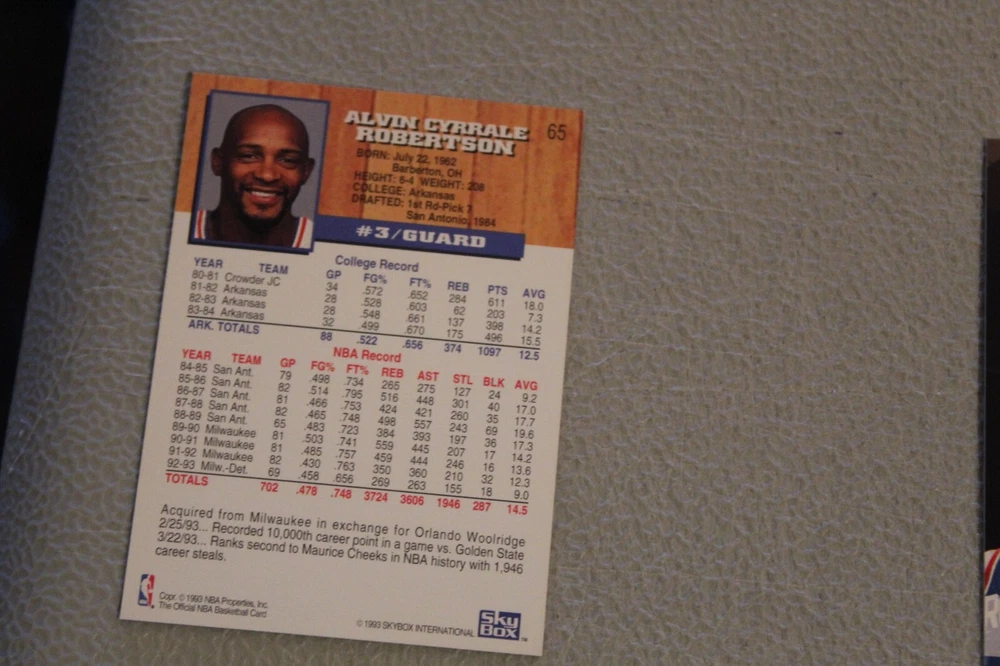 ALVIN CYRRALE 65
ROBERTSON
BORN: July 22, 1962
Barberton, OH
HEIGHT: 6-4 WEIGHT: 208
COLLEGE: Arkansas
DRAFTED: 1st Rd-Pick 7
San Antonio, 1984
#3/GUARD
College Record
YEAR TEAM GP FG% FT% REB PTS AVG
80-81 Crowder JC 34 .572 .652 284 611 18.0
81-82 Arkansas 28 .528 .603 62 203 7.3
82-83 Arkansas 28 .548 .661 137 398 14.2
83-84 Arkansas 32 .499 .670 175 496 15.5
ARK. TOTALS 88 .522 .656 374 1097 12.5
NBA Record
YEAR TEAM GP FG% FT% REB AST STL BLK AVG
84-85 San Ant. 79 .498 .734 265 275 127 24 9.2
85-86 San Ant. 82 .514 .795 516 448 301 40 17.0
86-87 San Ant. 81 .466 .753 424 421 260 35 17.7
87-88 San Ant. 82 .465 .748 498 557 243 69 19.6
88-89 San Ant. 65 .483 .723 384 393 197 36 17.3
89-90 Milwaukee 81 .503 .741 559 445 207 17 14.2
90-91 Milwaukee 81 .485 .757 459 444 246 16 13.6
91-92 Milwaukee 82 .430 .763 350 360 210 32 12.3
92-93 Milw.-Det. 69 .458 .656 269 263 155 18 9.0
TOTALS 702 .478 .748 3724 3606 1946 287 14.5
Acquired from Milwaukee in exchange for Orlando Woolridge
2/25/93... Recorded 10,000th career point in a game vs. Golden State
3/22/93... Ranks second to Maurice Cheeks in NBA history with 1,946
career steals.
Copr. © 1993 NBA Properties, Inc.
The Official NBA Basketball Card
© 1993 SKYBOX INTERNATIONAL
Sky
Box